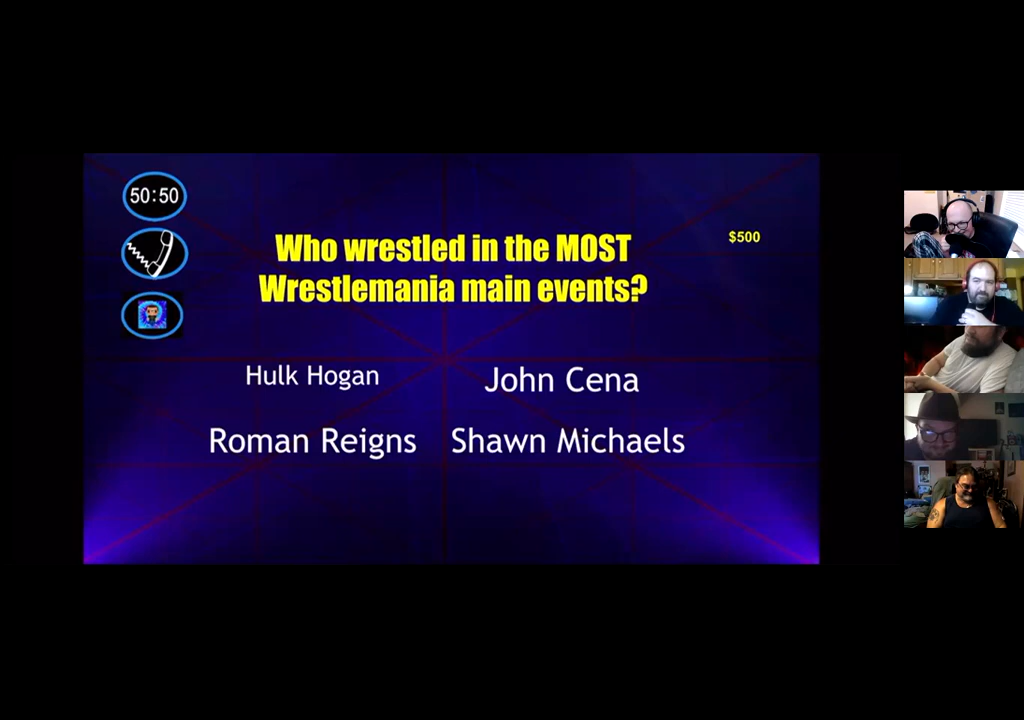 50:50
Who wrestled in the MOST
Wrestlemania main events?
$500
Hulk Hogan
John Cena
Roman Reigns
Shawn Michaels